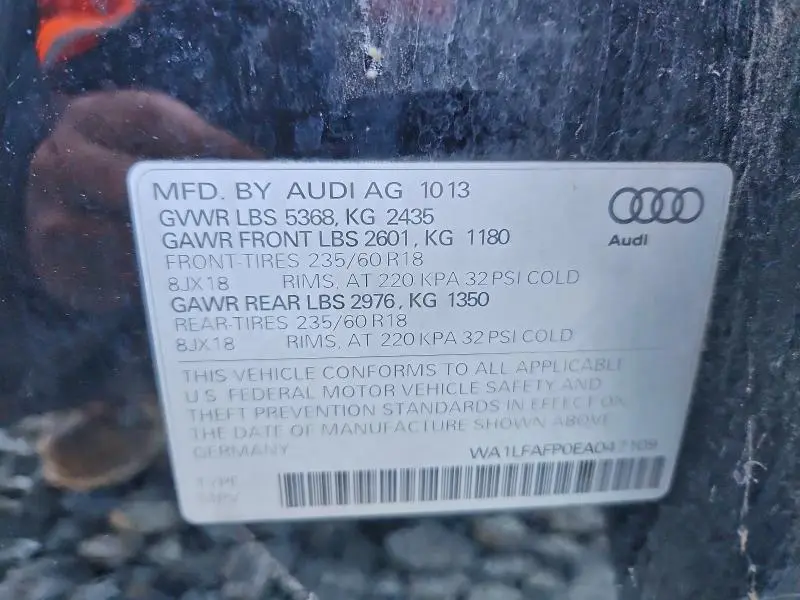 MFD. BY AUDI AG 1013
GVWR LBS 5368, KG 2435
GAWR FRONT LBS 2601, KG 1180
FRONT-TIRES 235/60 R18
8JX18 RIMS, AT 220 KPA 32 PSI COLD
GAWR REAR LBS 2976, KG 1350
REAR-TIRES 235/60 R18
8JX18 RIMS, AT 220 KPA 32 PSI COLD
Audi
THIS VEHICLE CONFORMS TO ALL APPLICABLE
U.S. FEDERAL MOTOR VEHICLE SAFETY AND
THEFT PREVENTION STANDARDS IN EFFECT ON
THE DATE OF MANUFACTURE SHOWN ABOVE
GERMANY